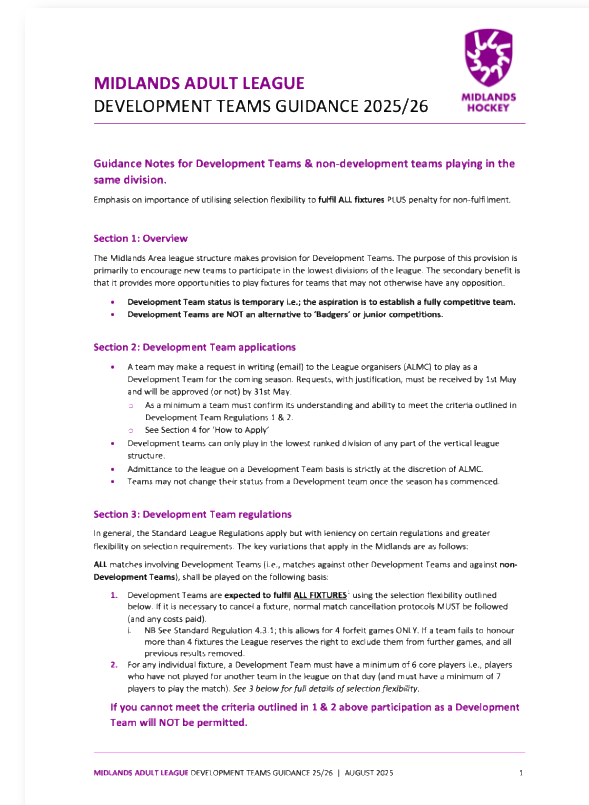 MIDLANDS ADULT LEAGUE
DEVELOPMENT TEAMS GUIDANCE 2025/26
MIDLANDS
HOCKEY
Guidance Notes for Development Teams & non-development teams playing in the
same division.
Emphasis on importance of utilising selection flexibility to fulfil ALL fixtures PLUS penalty for non-fulfilment.
Section 1: Overview
The Midlands Area league structure makes provision for Development Teams. The purpose of this provision is
primarily to encourage new teams to participate in the lowest divisions of the league. The secondary benefit is
that it provides more opportunities to play fixtures for teams that may not otherwise have any opposition.
• Development Team status is temporary i.e.; the aspiration is to establish a fully competitive team.
• Development Teams are NOT an alternative to 'Badgers' or junior competitions.
Section 2: Development Team applications
• A team may make a request in writing (email) to the League organisers (ALMC) to play as a
Development Team for the coming season. Requests, with justification, must be received by 1st May
and will be approved (or not) by 31st May.
o As a minimum a team must confirm its understanding and ability to meet the criteria outlined in
Development Team Regulations 1 & 2.
o See Section 4 for 'How to Apply'
• Development teams can only play in the lowest ranked division of any part of the vertical league
structure.
• Admittance to the league on a Development Team basis is strictly at the discretion of ALMC.
• Teams may not change their status from a Development team once the season has commenced.
Section 3: Development Team regulations
In general, the Standard League Regulations apply but with leniency on certain regulations and greater
flexibility on selection requirements. The key variations that apply in the Midlands are as follows:
ALL matches involving Development Teams (i.e., matches against other Development Teams and against non-
Development Teams), shall be played on the following basis:
1. Development Teams are expected to fulfil ALL FIXTURES* using the selection flexibility outlined
below. If it is necessary to cancel a fixture, normal match cancellation protocols MUST be followed
(and any costs paid).
i. NB See Standard Regulation 4.3.1; this allows for 4 forfeit games ONLY. If a team fails to honour
more than 4 fixtures the League reserves the right to exclude them from further games, and all
previous results removed.
2. For any individual fixture, a Development Team must have a minimum of 6 core players i.e., players
who have not played for another team in the league on that day (and must have a minimum of 7
players to play the match). See 3 below for full details of selection flexibility.
If you cannot meet the criteria outlined in 1 & 2 above participation as a Development
Team will NOT be permitted.
MIDLANDS ADULT LEAGUE DEVELOPMENT TEAMS GUIDANCE 25/26 | AUGUST 2025 1